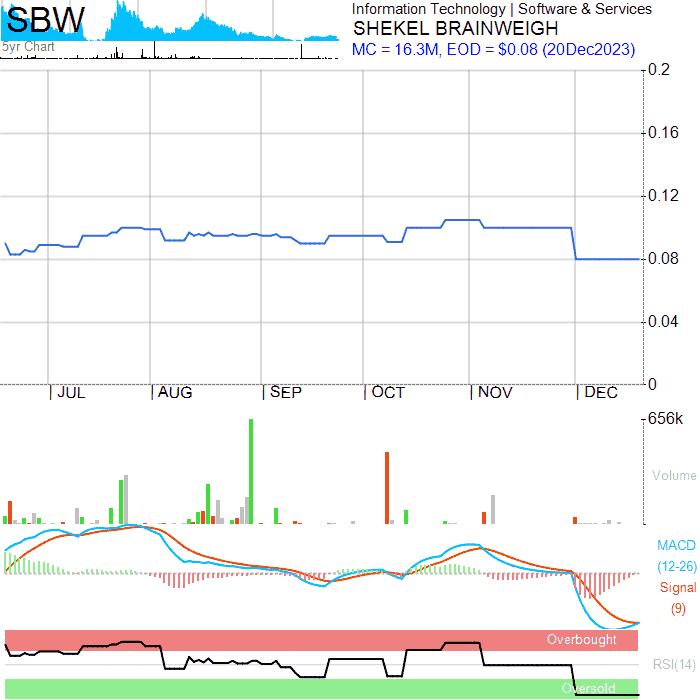 SBW
5yr Chart
Information Technology | Software & Services
SHEKEL BRAINWEIGH
MC = 16.3M, EOD = $0.08 (20Dec2023)
0.2
0.16
0.12
0.08
0.04
0
JUL AUG SEP OCT NOV DEC
656k
Volume
MACD
(12-26)
Signal
(9)
Overbought
RSI(14)
Oversold